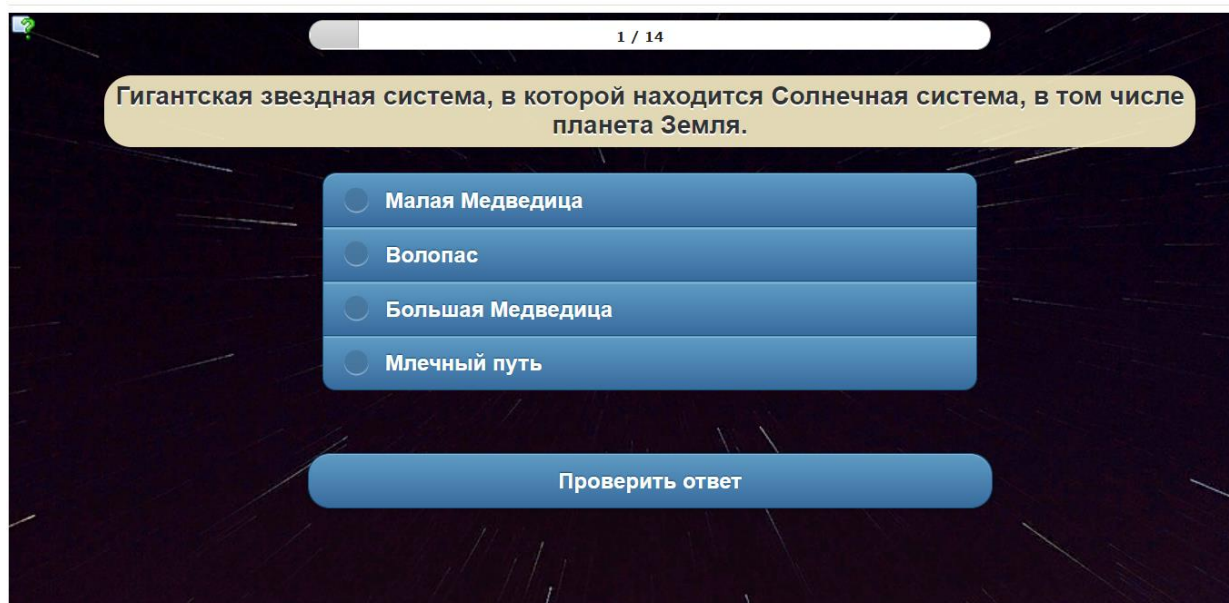 1 / 14
Гигантская звездная система, в которой находится Солнечная система, в том числе
планета Земля.
Малая Медведица
Волопас
Большая Медведица
Млечный путь
Проверить ответ